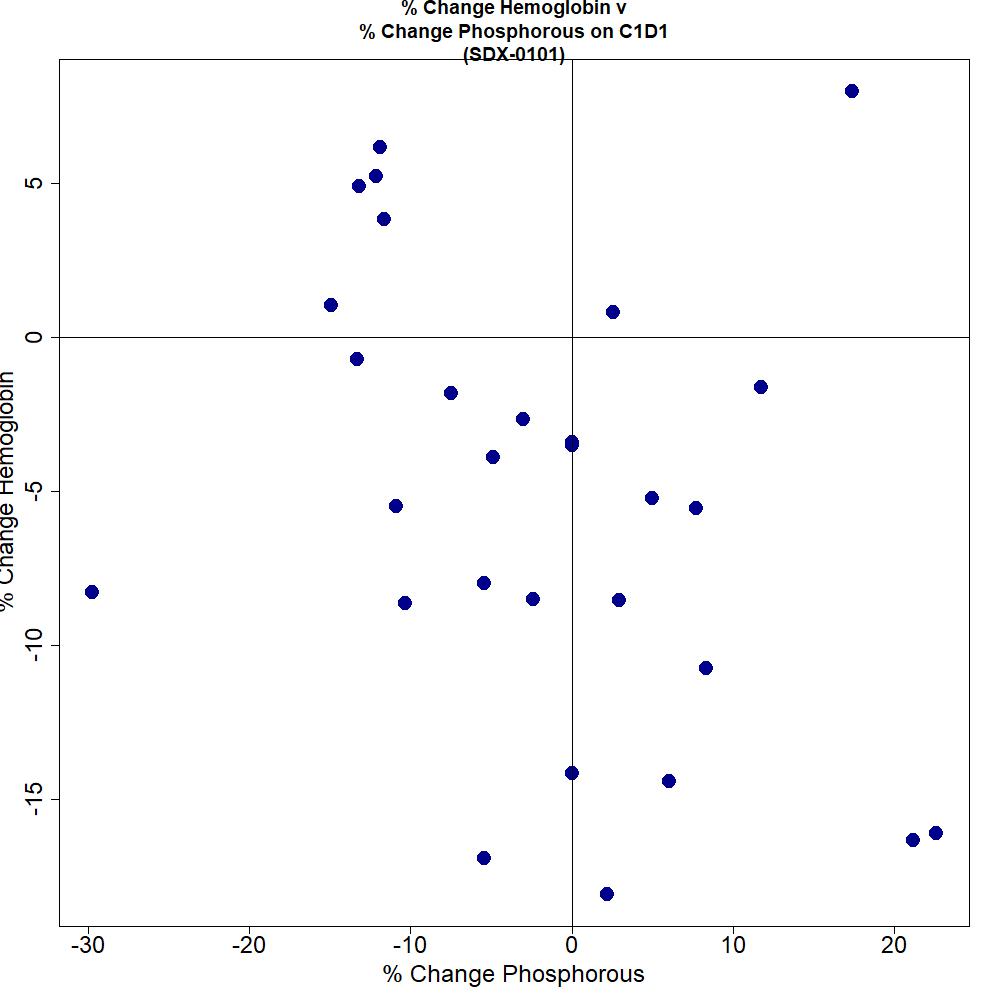 % Change Hemoglobin v
% Change Phosphorous on C1D1
(SDX-0101)
5
0
-5
-10
-15
% Change Hemoglobin
-30
-20
-10
0
10
20
% Change Phosphorous